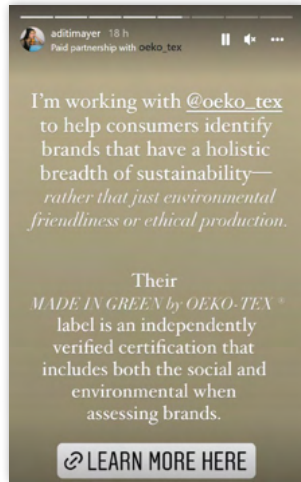 aditimayer 18 h
Paid partnership with oeko_tex
I'm working with @oeko_tex
to help consumers identify
brands that have a holistic
breadth of sustainability—
rather that just environmental
friendliness or ethical production.
Their
MADE IN GREEN by OEKO-TEX ®
label is an independently
verified certification that
includes both the social and
environmental when
assessing brands.
LEARN MORE HERE